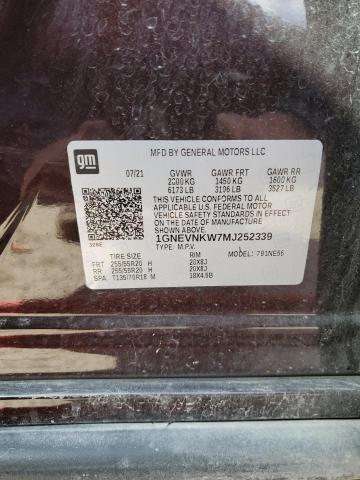 gm
MFD BY GENERAL MOTORS LLC
07/21 GVWR GAWR FRT GAWR RR
2800 KG 1450 KG 1600 KG
6173 LB 3196 LB 3527 LB
THIS VEHICLE CONFORMS TO ALL
APPLICABLE U.S. FEDERAL MOTOR
VEHICLE SAFETY STANDARDS IN EFFECT
ON THE DATE OF MANUFACTURE
SHOWN ABOVE.
1GNEVNKW7MJ252339
TYPE: M.P.V. MODEL: 791NE56
TIRE SIZE RIM
FRT 255/55R20 H 20X8J
RR 255/55R20 H 20X8J
SPA T135/70R18 M 18X4.5B